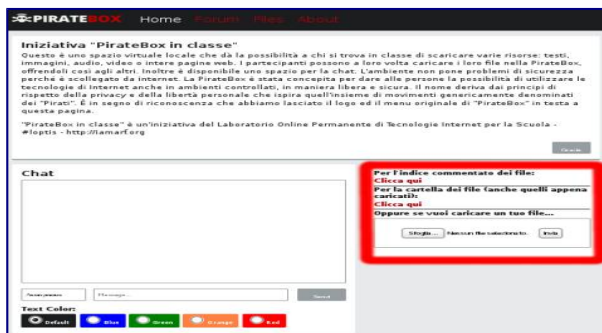 PIRATEBOX Home Forum Files About
Iniziativa "PirateBox in classe"
Questo è uno spazio virtuale locale che dà la possibilità a chi si trova in classe di scaricare varie risorse: testi,
immagini, audio, video o intere pagine web. I partecipanti possono a loro volta caricare i loro file nella PirateBox,
offrendoli così agli altri. Inoltre è disponibile uno spazio per la chat. L'ambiente non pone problemi di sicurezza
perché è scollegato da internet. La PirateBox è stata concepita per dare alle persone la possibilità di utilizzare le
tecnologie di Internet anche in ambienti controllati, in maniera libera e sicura. Il nome deriva dai principi di
rispetto della privacy e della libertà personale che ispira quell'insieme di movimenti genericamente denominati
dei "Pirati". È in segno di riconoscenza che abbiamo lasciato il logo ed il menu originale di "PirateBox" in testa a
questa pagina.
"PirateBox in classe" è un'iniziativa del Laboratorio Online Permanente di Tecnologie Internet per la Scuola -
#loptis - http://iamarf.org
Chat
Per l'indice commentato dei file:
Clicca qui
Per la cartella dei file (anche quelli appena
caricati):
Clicca qui
Oppure se vuoi caricare un tuo file...
Sfoglia... Nessun file selezionato. Invia
Anonymous Message... Send
Text Color:
Default Blue Green Orange Red